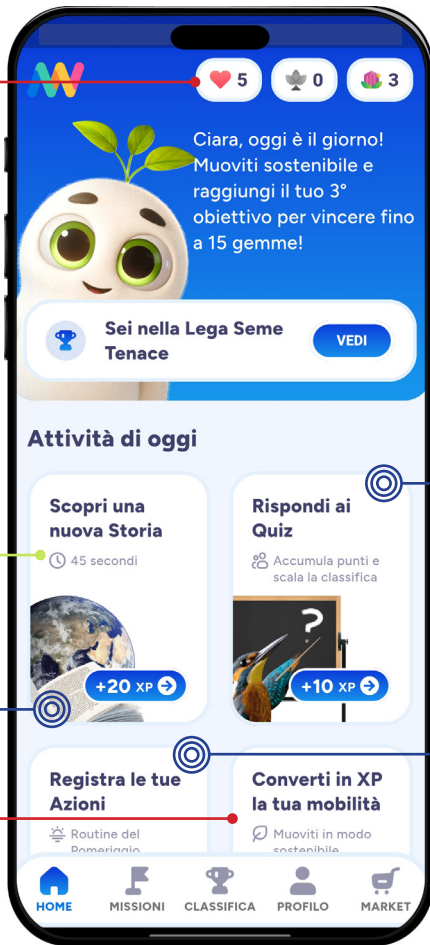 5
0
3
Ciara, oggi è il giorno!
Muoviti sostenibile e
raggiungi il tuo 3°
obiettivo per vincere fino
a 15 gemme!
Sei nella Lega Seme
Tenace
VEDI
Attività di oggi
Scopri una
nuova Storia
45 secondi
+20 XP
Rispondi ai
Quiz
Accumula punti e
scala la classifica
?
+10 XP
Registra le tue
Azioni
Routine del
Pomeriggio
Converti in XP
la tua mobilità
Muoviti in modo
sostenibile
HOME
MISSIONI
CLASSIFICA
PROFILO
MARKET